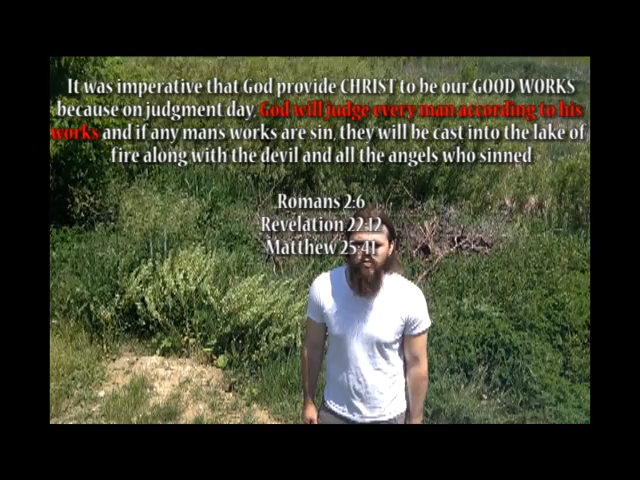 It was imperative that God provide CHRIST to be our GOOD WORKS
because on judgment day, God will judge every man according to his
works and if any mans works are sin, they will be cast into the lake of
fire along with the devil and all the angels who sinned
Romans 2:6
Revelation 22:12
Matthew 25:41